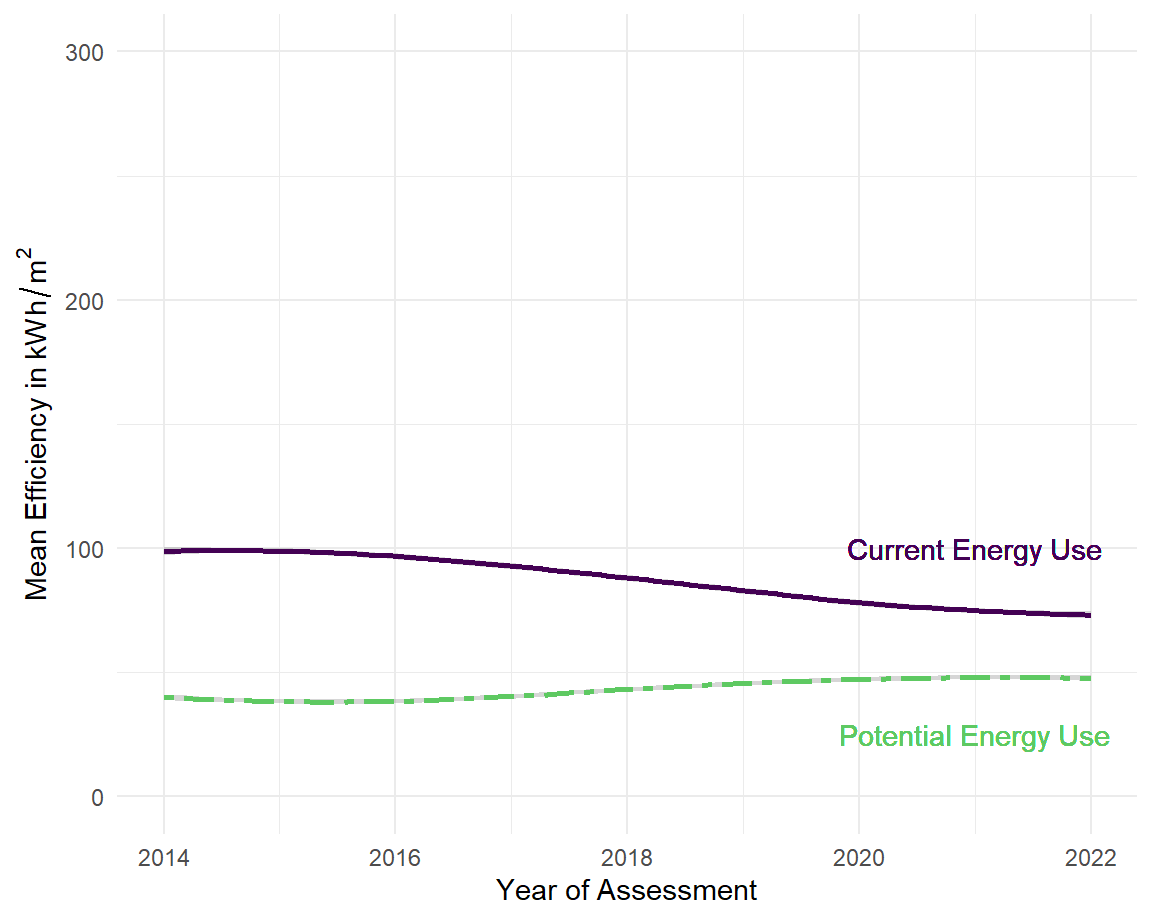 300
200
100
0
Mean Efficiency in kWh/m²
Current Energy Use
Potential Energy Use
2014 2016 2018 2020 2022
Year of Assessment